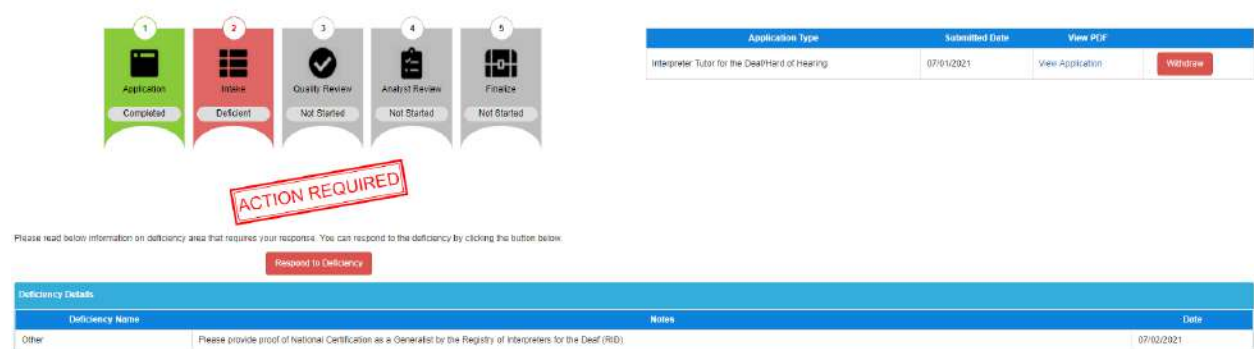 1 2 3 4 5
Application Intake Quality Review Analyst Review Finalize
Completed Deficient Not Started Not Started Not Started
Application Type Submitted Date View PDF
Interpreter Tutor for the Deaf/Hard of Hearing 07/01/2021 View Application Withdraw
ACTION REQUIRED
Please read below information on deficiency area that requires your response. You can respond to the deficiency by clicking the button below.
Respond to Deficiency
Deficiency Details
Deficiency Name Notes Date
Other Please provide proof of National Certification as a Generalist by the Registry of Interpreters for the Deaf (RID). 07/02/2021